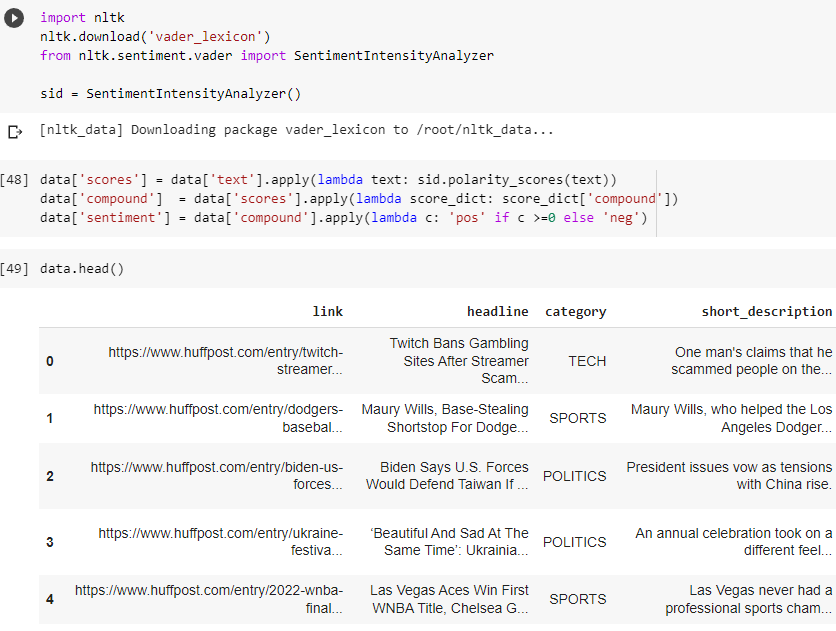 import nltk
nltk.download('vader_lexicon')
from nltk.sentiment.vader import SentimentIntensityAnalyzer
sid = SentimentIntensityAnalyzer()
[nltk_data] Downloading package vader_lexicon to /root/nltk_data...
[48] data['scores'] = data['text'].apply(lambda text: sid.polarity_scores(text))
data['compound']  = data['scores'].apply(lambda score_dict: score_dict['compound'])
data['sentiment'] = data['compound'].apply(lambda c: 'pos' if c >=0 else 'neg')
[49] data.head()
link headline category short_description
0 https://www.huffpost.com/entry/twitch-streamer... Twitch Bans Gambling Sites After Streamer Scam... TECH One man's claims that he scammed people on the...
1 https://www.huffpost.com/entry/dodgers-basebal... Maury Wills, Base-Stealing Shortstop For Dodge... SPORTS Maury Wills, who helped the Los Angeles Dodger...
2 https://www.huffpost.com/entry/biden-us-forces... Biden Says U.S. Forces Would Defend Taiwan If ... POLITICS President issues vow as tensions with China rise.
3 https://www.huffpost.com/entry/ukraine-festiva... ‘Beautiful And Sad At The Same Time’: Ukrainia... POLITICS An annual celebration took on a different feel...
4 https://www.huffpost.com/entry/2022-wnba-final... Las Vegas Aces Win First WNBA Title, Chelsea G... SPORTS Las Vegas never had a professional sports cham...